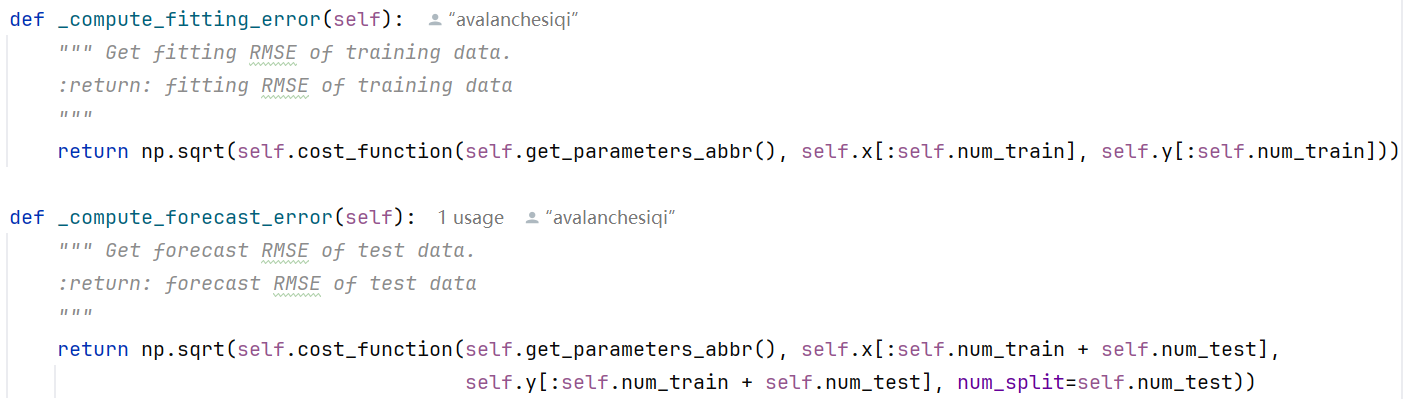 def _compute_fitting_error(self):  “avalanchesiqi”
    """ Get fitting RMSE of training data.
    :return: fitting RMSE of training data
    """
    return np.sqrt(self.cost_function(self.get_parameters_abbr(), self.x[:self.num_train], self.y[:self.num_train]))
def _compute_forecast_error(self):  1 usage  “avalanchesiqi”
    """ Get forecast RMSE of test data.
    :return: forecast RMSE of test data
    """
    return np.sqrt(self.cost_function(self.get_parameters_abbr(), self.x[:self.num_train + self.num_test],
                                      self.y[:self.num_train + self.num_test], num_split=self.num_test))